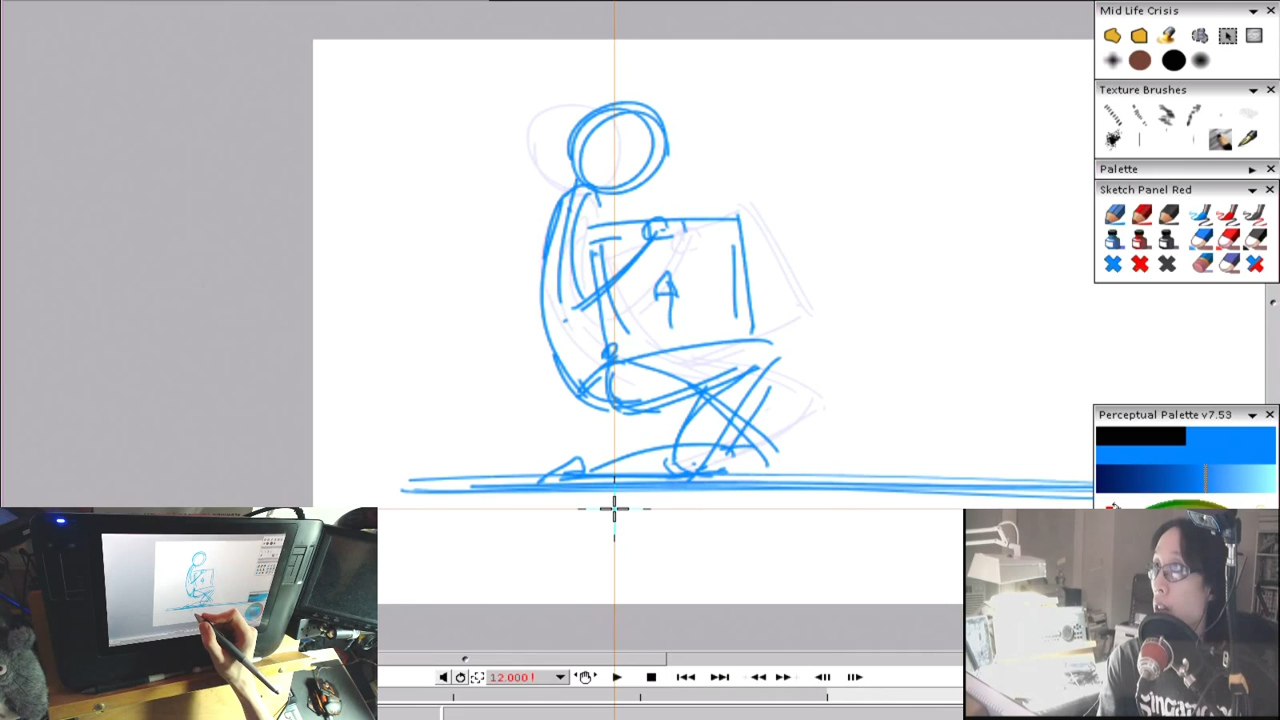 Mid Life Crisis
Texture Brushes
Palette
Sketch Panel Red
A
Perceptual Palette v7.53
12.000 !